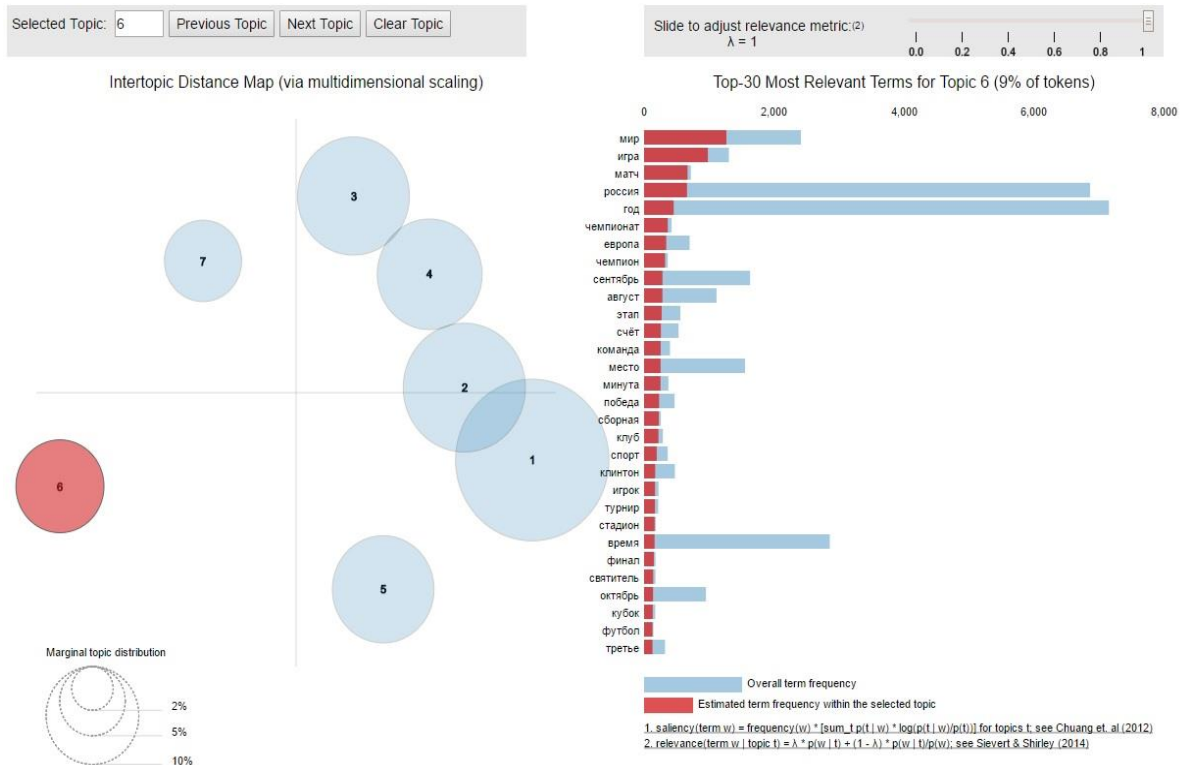 Selected Topic: 6 Previous Topic Next Topic Clear Topic
Slide to adjust relevance metric:(2)
λ = 1
0.0 0.2 0.4 0.6 0.8 1
Intertopic Distance Map (via multidimensional scaling)
3
7
4
2
1
6
5
Marginal topic distribution
2%
5%
10%
Top-30 Most Relevant Terms for Topic 6 (9% of tokens)
0 2,000 4,000 6,000 8,000
мир
игра
матч
россия
год
чемпионат
европа
чемпион
сентябрь
август
этап
счёт
команда
место
минута
победа
сборная
клуб
спорт
клинтон
игрок
турнир
стадион
время
финал
святитель
октябрь
кубок
футбол
третье
Overall term frequency
Estimated term frequency within the selected topic
1. saliency(term w) = frequency(w) * [sum_t p(t | w) * log(p(t | w)/p(t))] for topics t; see Chuang et. al (2012)
2. relevance(term w | topic t) = λ * p(w | t) + (1 - λ) * p(w | t)/p(w); see Sievert & Shirley (2014)